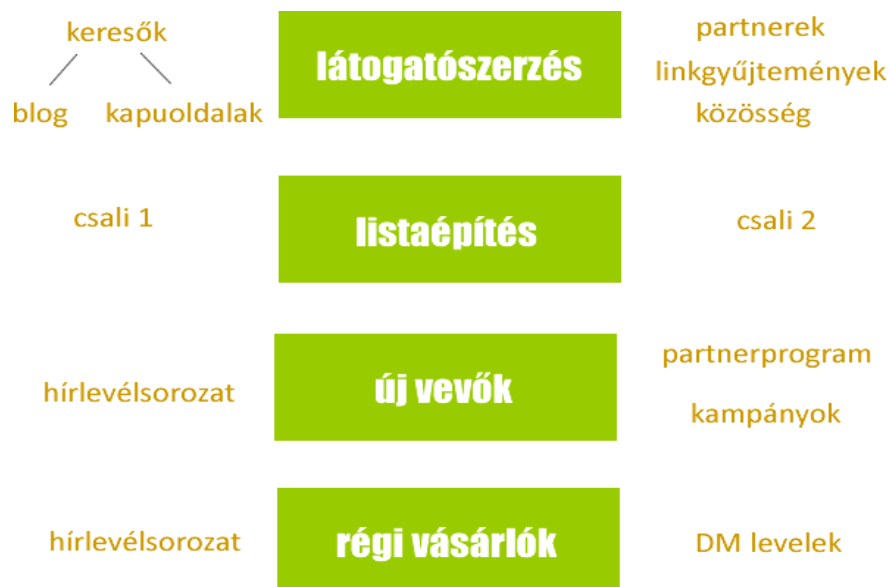 keresők
blog kapuoldalak
látogatószerzés
partnerek
linkgyűjtemények
közösség
csali 1
listaépítés
csali 2
hírlevélsorozat
új vevők
partnerprogram
kampányok
hírlevélsorozat
régi vásárlók
DM levelek